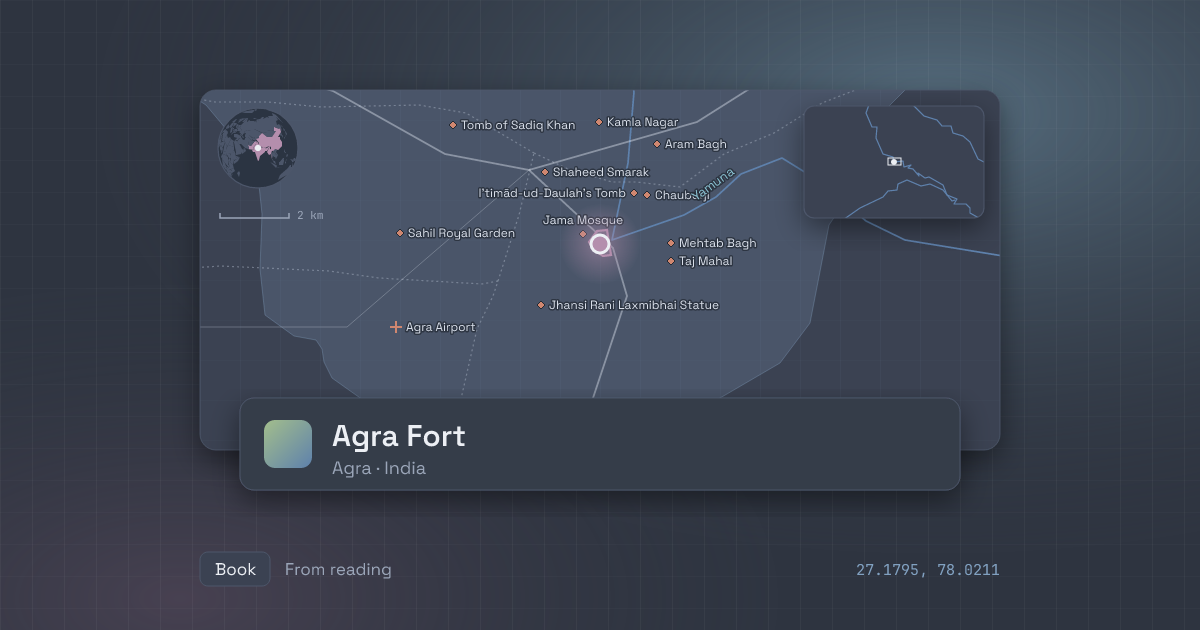 Tomb of Sadiq Khan
Kamla Nagar
Aram Bagh
Shaheed Smarak
I'timād-ud-Daulah's Tomb
Yamuna
2 km
Jama Mosque
Sahil Royal Garden
Mehtab Bagh
Taj Mahal
Jhansi Rani Laxmibhai Statue
Agra Airport
Agra Fort
Agra · India
Book
From reading
27.1795, 78.0211